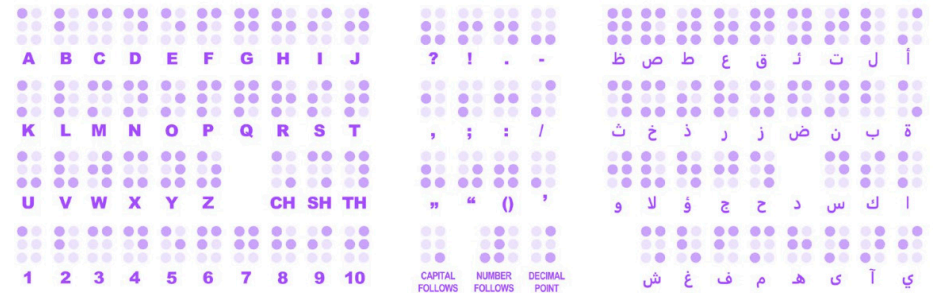 A B C D E F G H I J
K L M N O P Q R S T
U V W X Y Z CH SH TH
1 2 3 4 5 6 7 8 9 10
? ! . -
, ; : /
„ “ () ’
CAPITAL FOLLOWS
NUMBER FOLLOWS
DECIMAL POINT
أ ل ت ئـ ق ع ط ص ظ
ة ب ن ض ز ر ذ خ ث
ا ك س د ح ج ؤ لا و
ي آ ى هـ م ف غ ش